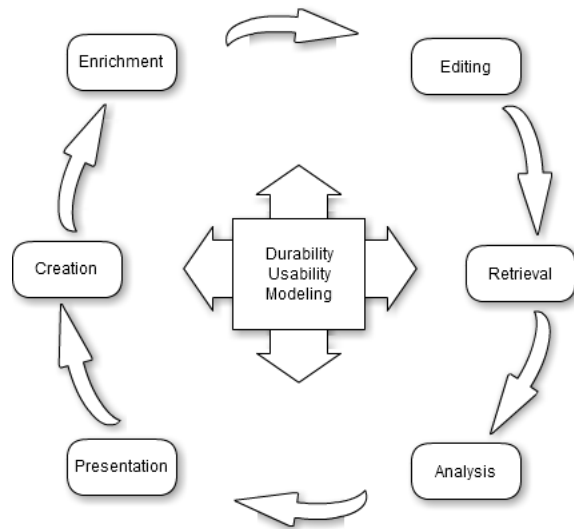 Enrichment
Editing
Durability
Usability
Modeling
Creation
Retrieval
Presentation
Analysis